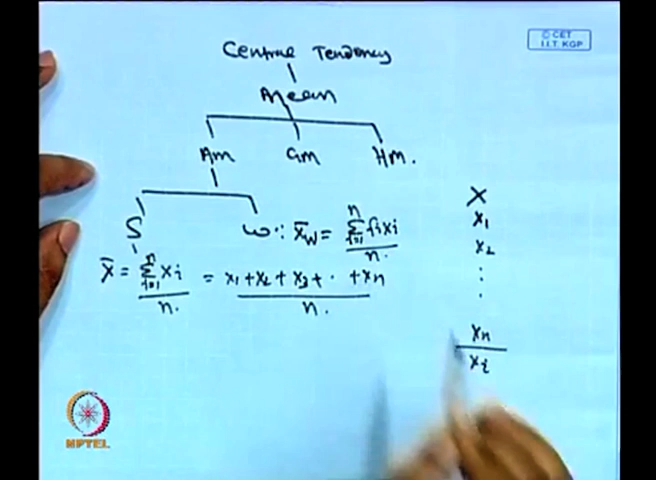 Central Tendency
© CET
I.I.T. KGP
Mean
Am Gm Hm.
S W :: x̄w = Σ(i=1 to n) fixi / n.
x̄ = Σ(i=1 to n) xi / n. = x1 + x2 + x3 + · + xn / n.
X
x1
x2
:
.
xn
xi
NPTEL